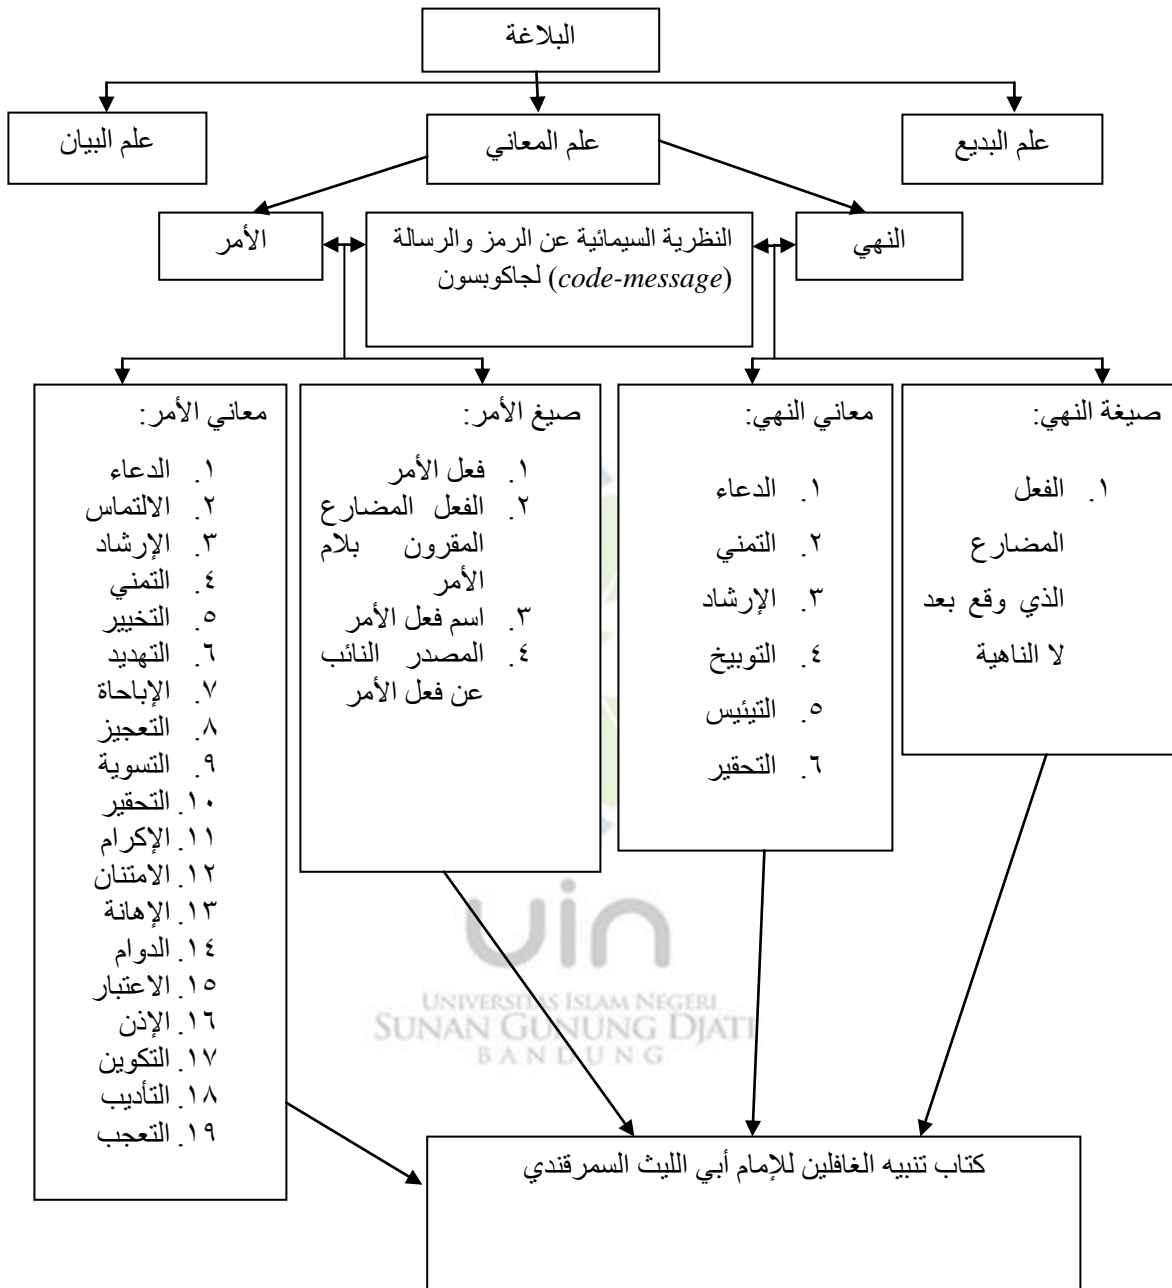 البلاغة
علم البديع
علم المعاني
علم البيان
النهي
النظرية السيمائية عن الرمز والرسالة
(code-message) لجاكوبسون
الأمر
صيغة النهي:
١. الفعل
المضارع
الذي وقع بعد
لا الناهية
معاني النهي:
١. الدعاء
٢. التمني
٣. الإرشاد
٤. التوبيخ
٥. التيئيس
٦. التحقير
صيغ الأمر:
١. فعل الأمر
٢. الفعل المضارع
المقرون بلام
الأمر
٣. اسم فعل الأمر
٤. المصدر النائب
عن فعل الأمر
معاني الأمر:
١. الدعاء
٢. الالتماس
٣. الإرشاد
٤. التمني
٥. التخيير
٦. التهديد
٧. الإباحاة
٨. التعجيز
٩. التسوية
١٠. التحقير
١١. الإكرام
١٢. الامتنان
١٣. الإهانة
١٤. الدوام
١٥. الاعتبار
١٦. الإذن
١٧. التكوين
١٨. التأديب
١٩. التعجب
uin
UNIVERSITAS ISLAM NEGERI
SUNAN GUNUNG DJATI
BANDUNG
كتاب تنبيه الغافلين للإمام أبي الليث السمرقندي